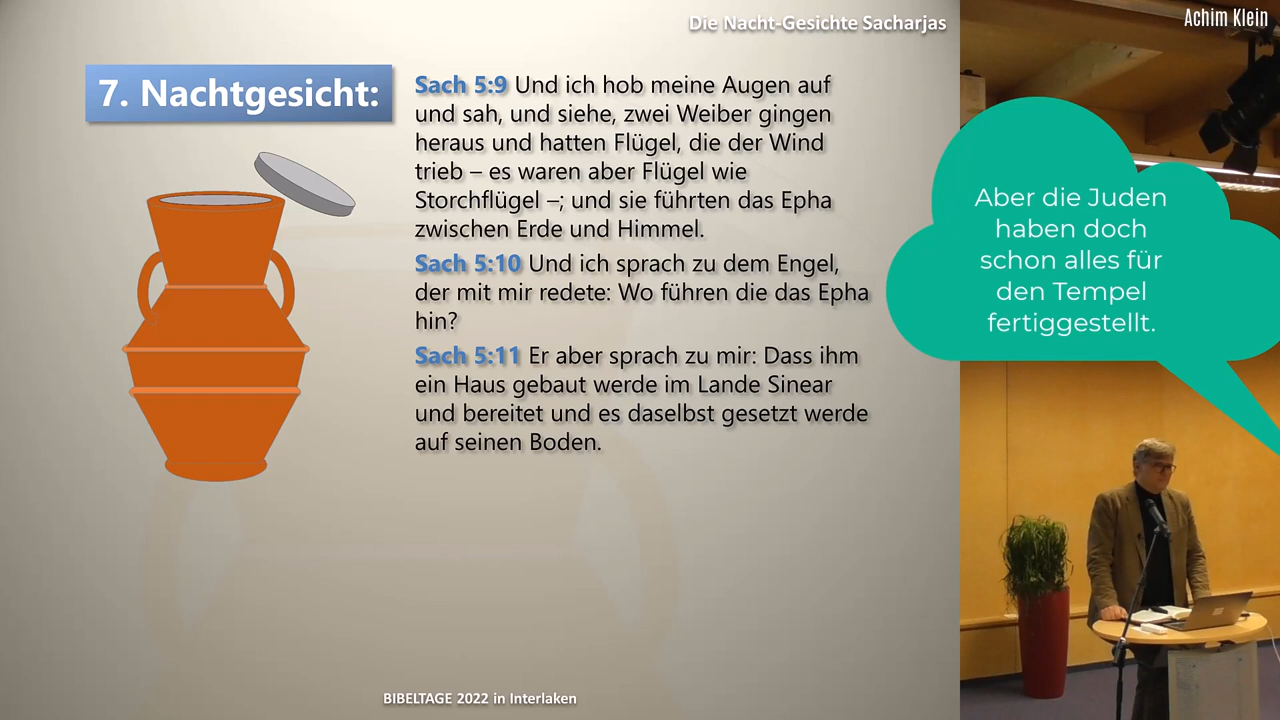 Die Nacht-Gesichte Sacharjas
Achim Klein
7. Nachtgesicht:
Sach 5:9 Und ich hob meine Augen auf
und sah, und siehe, zwei Weiber gingen
heraus und hatten Flügel, die der Wind
trieb – es waren aber Flügel wie
Storchflügel –; und sie führten das Epha
zwischen Erde und Himmel.
Sach 5:10 Und ich sprach zu dem Engel,
der mit mir redete: Wo führen die das Epha
hin?
Sach 5:11 Er aber sprach zu mir: Dass ihm
ein Haus gebaut werde im Lande Sinear
und bereitet und es daselbst gesetzt werde
auf seinen Boden.
Aber die Juden
haben doch
schon alles für
den Tempel
fertiggestellt.
BIBELTAGE 2022 in Interlaken